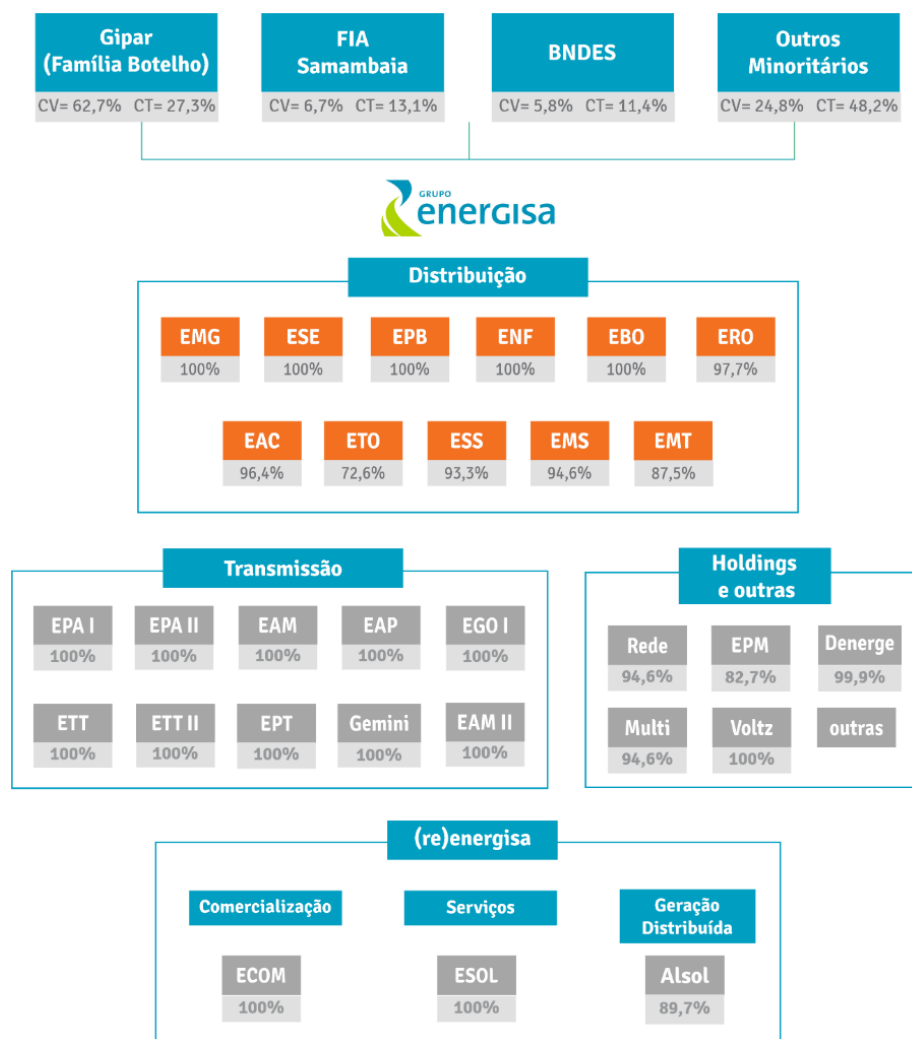 Gipar
(Família Botelho)
FIA
Samambaia
BNDES
Outros
Minoritários
CV= 62,7% CT= 27,3%
CV= 6,7% CT= 13,1%
CV= 5,8% CT= 11,4%
CV= 24,8% CT= 48,2%
GRUPO
energisa
Distribuição
EMG ESE EPB ENF EBO ERO
100% 100% 100% 100% 100% 97,7%
EAC ETO ESS EMS EMT
96,4% 72,6% 93,3% 94,6% 87,5%
Transmissão
EPA I EPA II EAM EAP EGO I
100% 100% 100% 100% 100%
ETT ETT II EPT Gemini EAM II
100% 100% 100% 100% 100%
Holdings
e outras
Rede EPM Denerge
94,6% 82,7% 99,9%
Multi Voltz outras
94,6% 100%
(re)energisa
Comercialização
Serviços
Geração
Distribuída
ECOM ESOL Alsol
100% 100% 89,7%